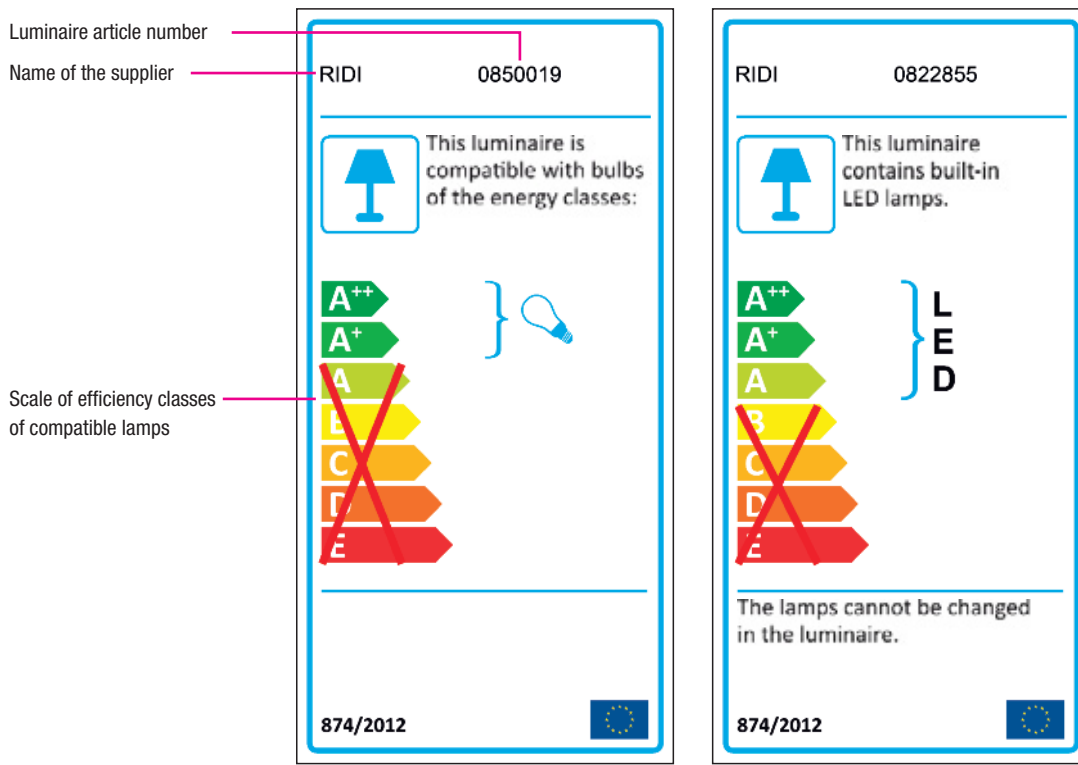 Luminaire article number
Name of the supplier
Scale of efficiency classes
of compatible lamps
RIDI 0850019
This luminaire is
compatible with bulbs
of the energy classes:
A++
A+
A
B
C
D
E
874/2012
RIDI 0822855
This luminaire
contains built-in
LED lamps.
A++
A+
A
B
C
D
E
L
E
D
The lamps cannot be changed
in the luminaire.
874/2012